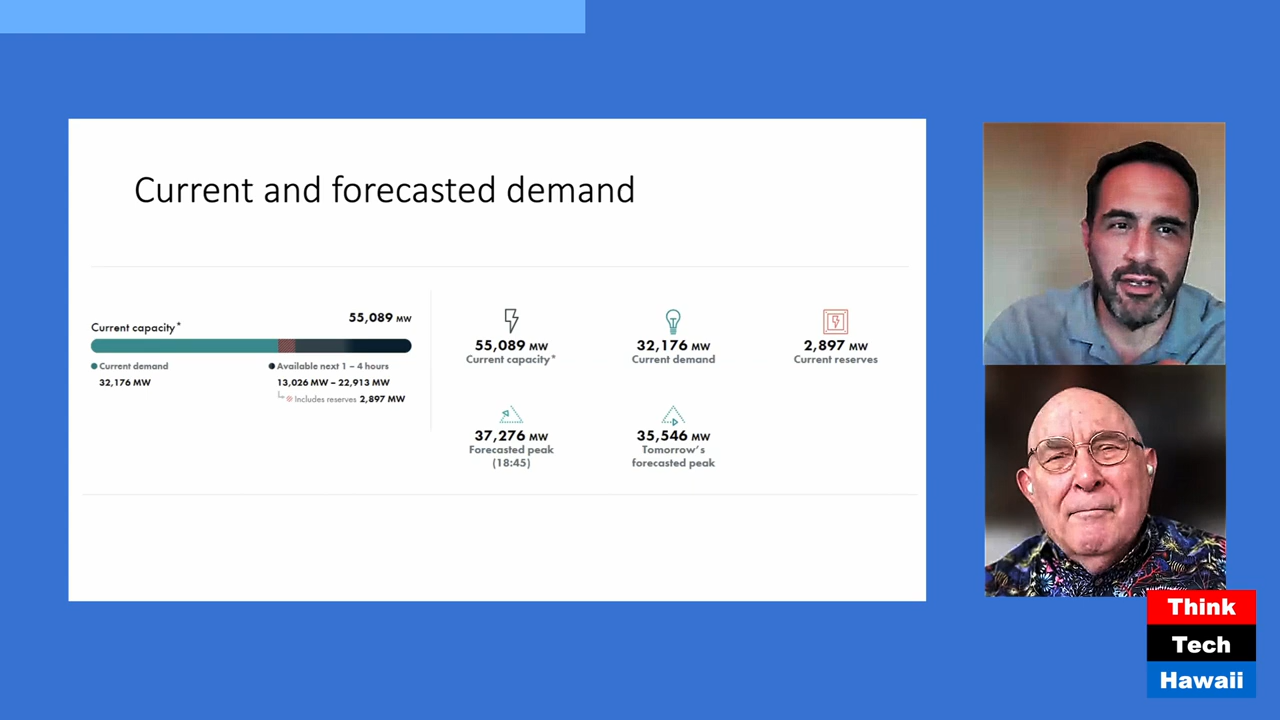 Current and forecasted demand
Current capacity*
55,089 MW
Current demand
32,176 MW
Available next 1 – 4 hours
13,026 MW – 22,913 MW
Includes reserves 2,897 MW
55,089 MW
Current capacity*
32,176 MW
Current demand
2,897 MW
Current reserves
37,276 MW
Forecasted peak
(18:45)
35,546 MW
Tomorrow's
forecasted peak
Think
Tech
Hawaii